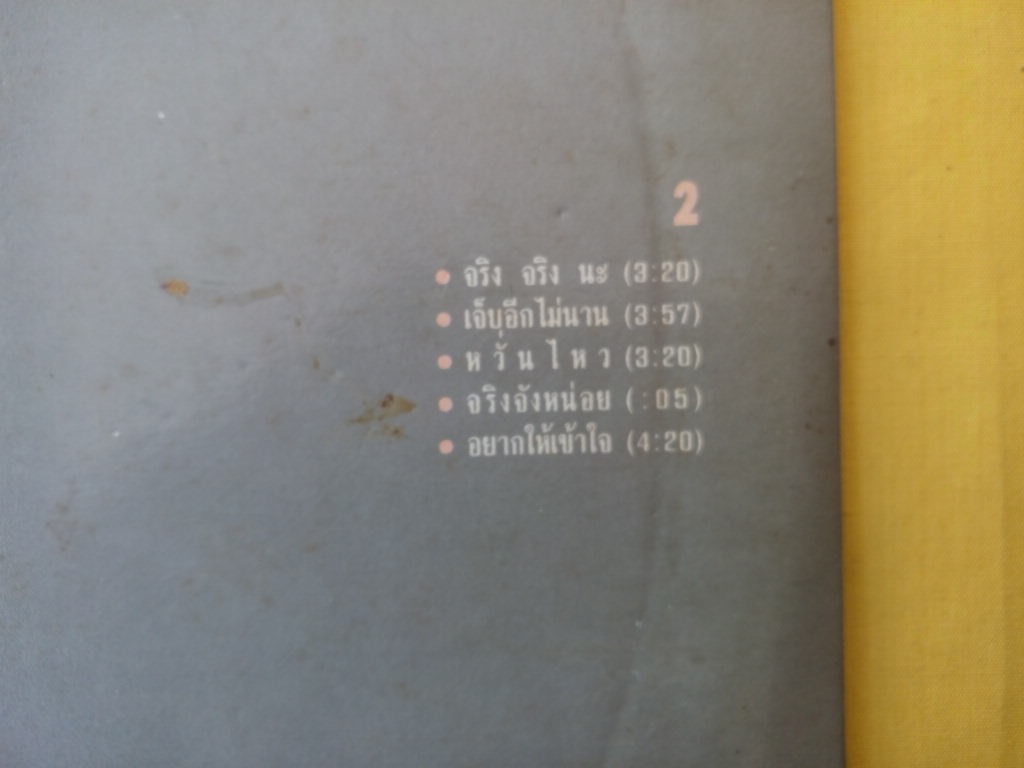 2
• จริง จริง นะ (3:20)
• เจ็บอีกไม่นาน (3:57)
• หวั่นไหว (3:20)
• จริงจังหน่อย ( :05)
• อยากให้เข้าใจ (4:20)